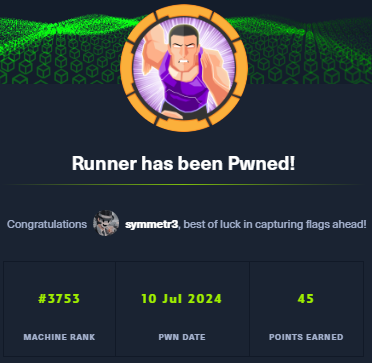 Runner has been Pwned!
Congratulations symmetr3, best of luck in capturing flags ahead!
#3753 10 Jul 2024 45
MACHINE RANK PWN DATE POINTS EARNED